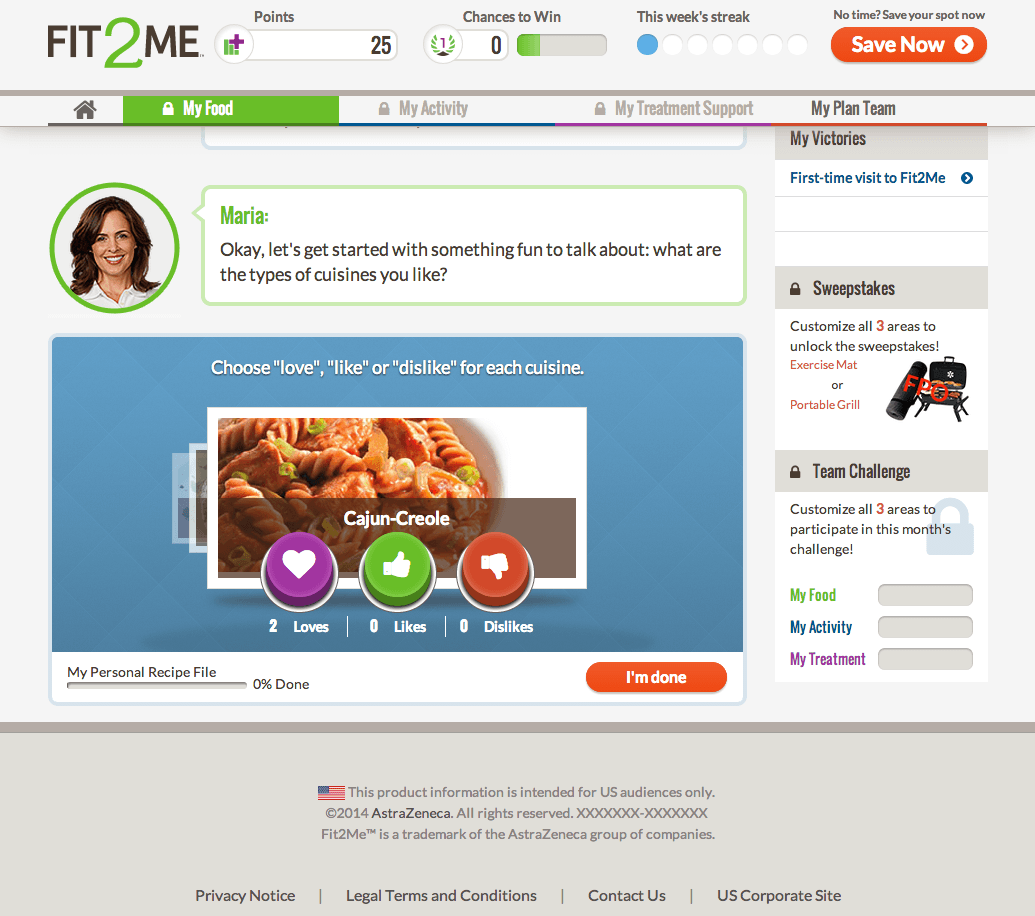 FIT2ME™
Points
25
Chances to Win
1
0
This week's streak
No time? Save your spot now
Save Now
My Food
My Activity
My Treatment Support
My Plan Team
Maria:
Okay, let's get started with something fun to talk about: what are
the types of cuisines you like?
Choose "love", "like" or "dislike" for each cuisine.
Cajun-Creole
2 Loves
0 Likes
0 Dislikes
My Personal Recipe File
0% Done
I'm done
My Victories
First-time visit to Fit2Me
Sweepstakes
Customize all 3 areas to
unlock the sweepstakes!
Exercise Mat
or
Portable Grill
FPO
Team Challenge
Customize all 3 areas to
participate in this month's
challenge!
My Food
My Activity
My Treatment
This product information is intended for US audiences only.
©2014 AstraZeneca. All rights reserved. XXXXXXX-XXXXXXX
Fit2Me™ is a trademark of the AstraZeneca group of companies.
Privacy Notice | Legal Terms and Conditions | Contact Us | US Corporate Site